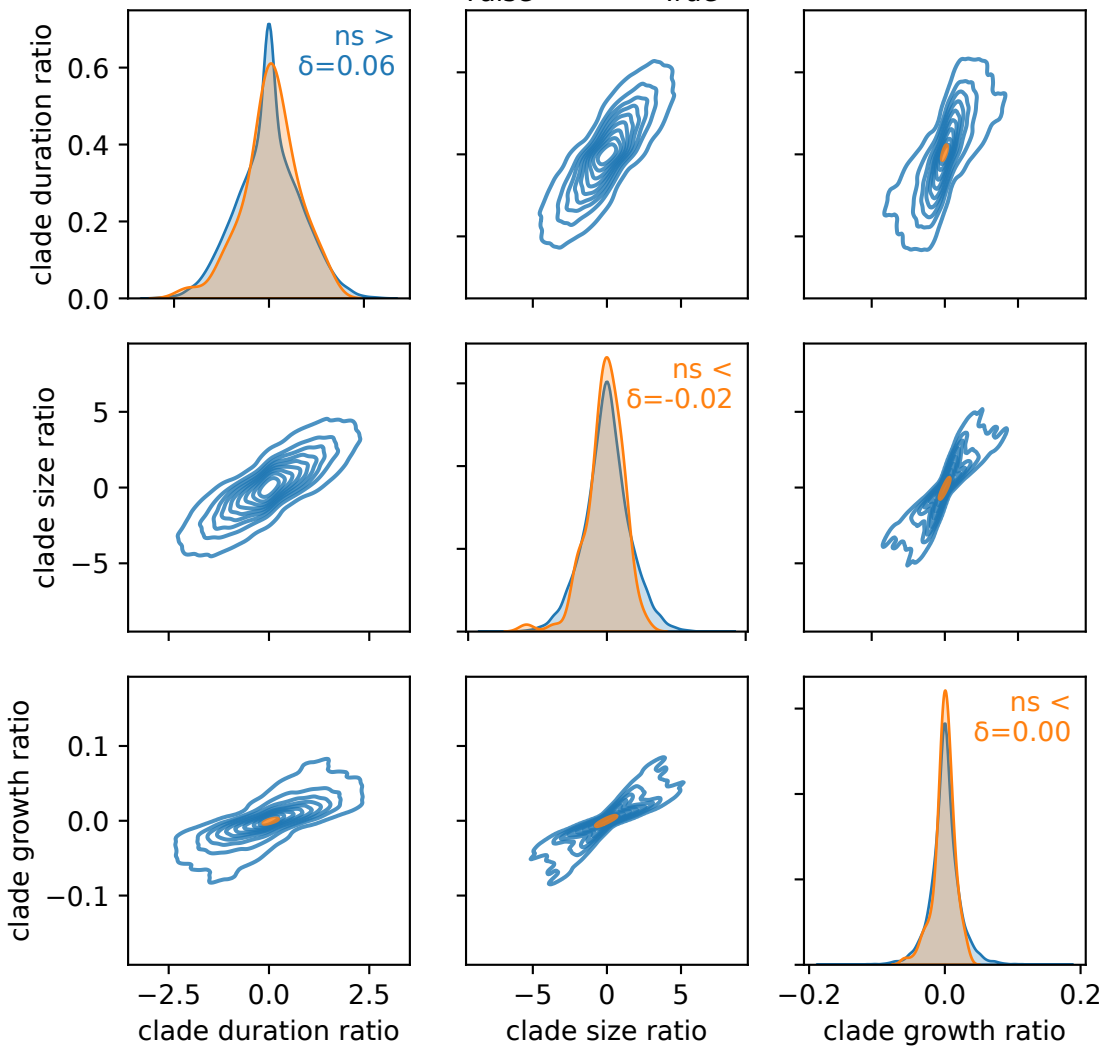 ns >
δ=0.06
clade duration ratio
0.6
0.4
0.2
0.0
ns <
δ=-0.02
clade size ratio
5
0
−5
ns <
δ=0.00
clade growth ratio
0.1
0.0
−0.1
−2.5 0.0 2.5 −5 0 5 −0.2 0.0 0.2
clade duration ratio clade size ratio clade growth ratio